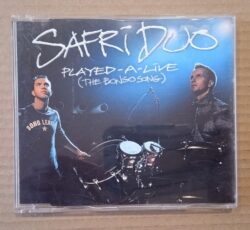 SAFRI DUO
PLAYED-A-LIVE
(THE BONGO SONG)